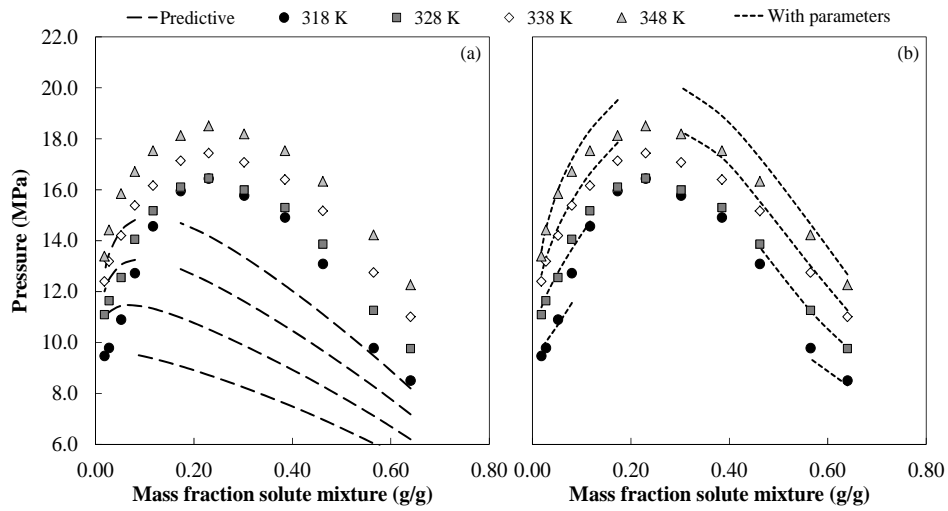 Predictive 318 K 328 K 338 K 348 K With parameters
(a) (b)
22.0
20.0
18.0
16.0
14.0
12.0
10.0
8.0
6.0
Pressure (MPa)
0.00 0.20 0.40 0.60 0.80 0.00 0.20 0.40 0.60 0.80
Mass fraction solute mixture (g/g) Mass fraction solute mixture (g/g)